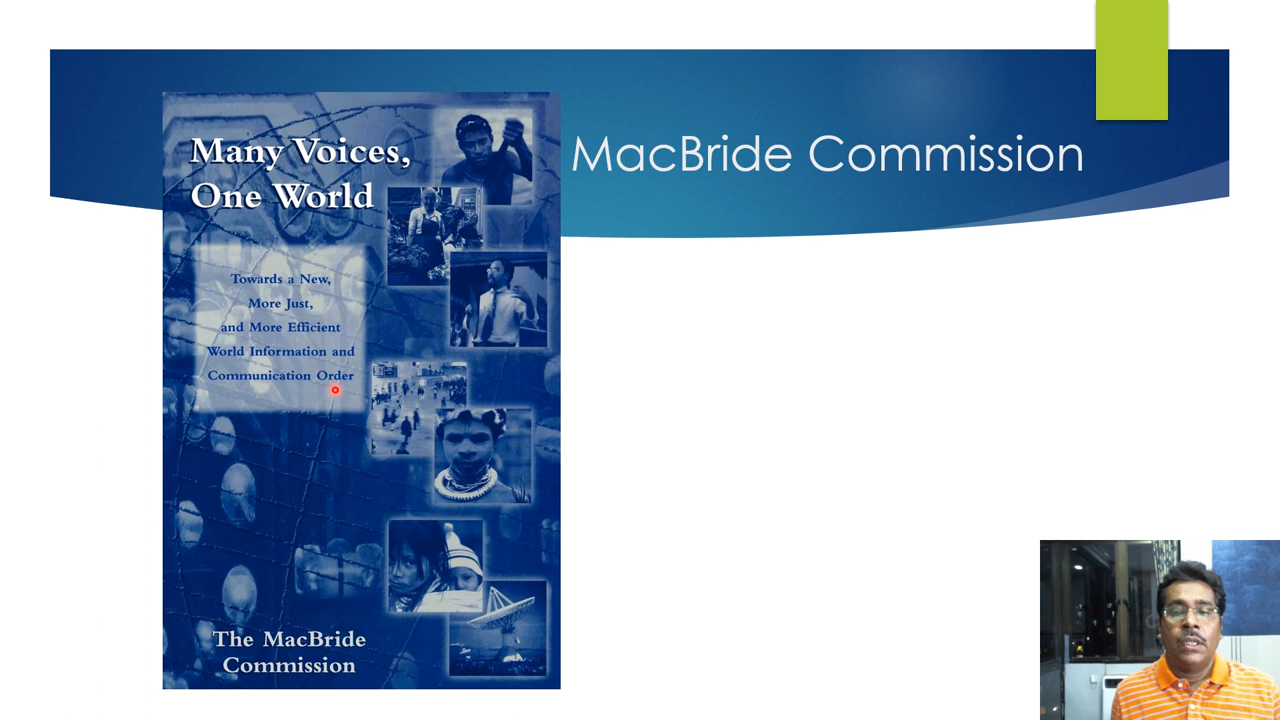 MacBride Commission
Many Voices,
One World
Towards a New,
More Just,
and More Efficient
World Information and
Communication Order
The MacBride
Commission